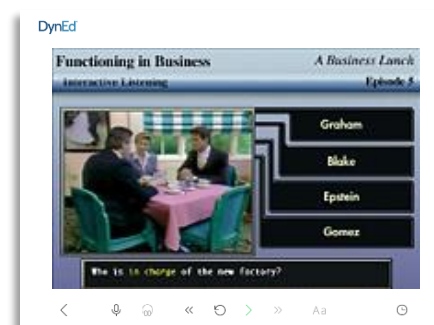 DynEd
Functioning in Business
A Business Lunch
Interactive Listening
Episode 5
Graham
Blake
Epstein
Gomez
Who is in charge of the new factory?
Aa